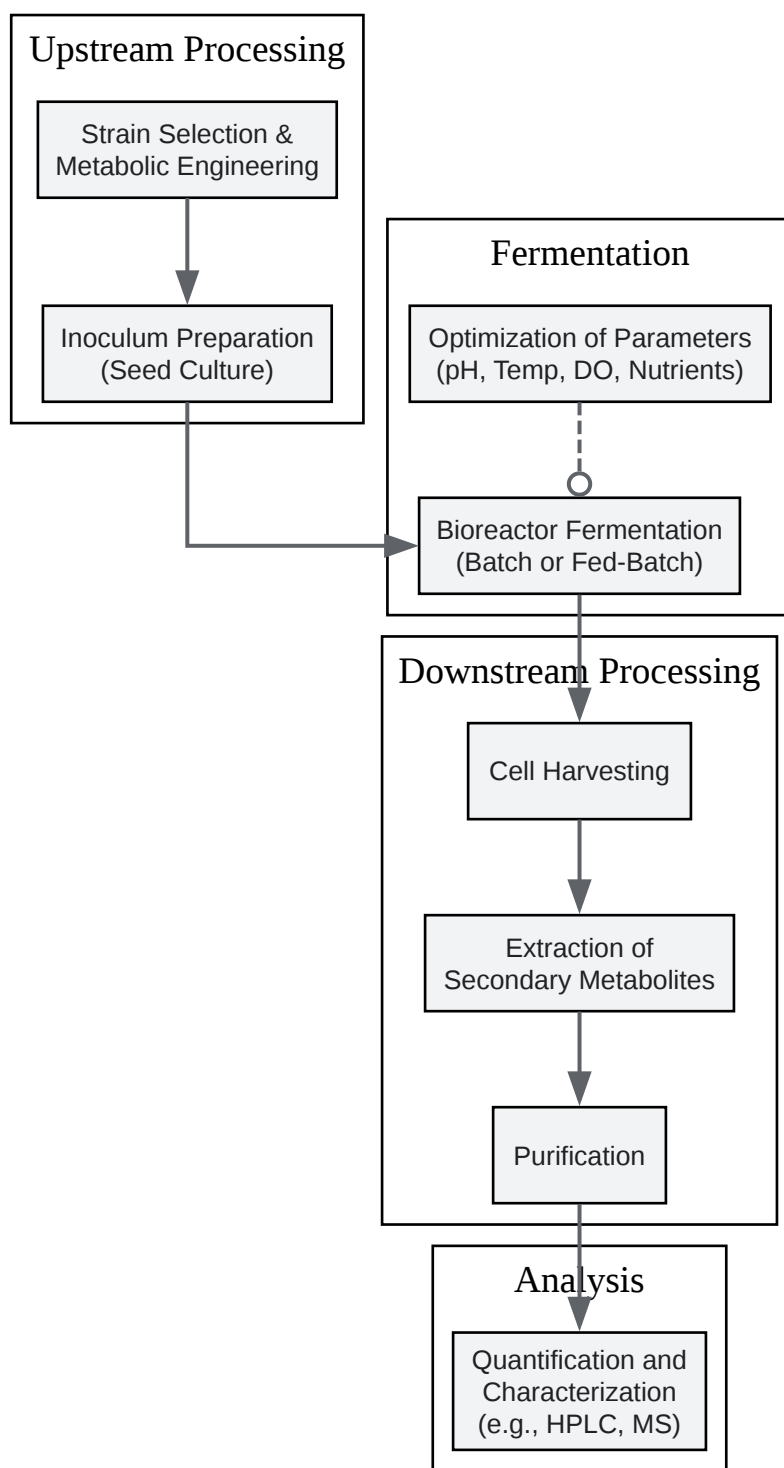 Upstream Processing
Strain Selection &
Metabolic Engineering
Inoculum Preparation
(Seed Culture)
Fermentation
Optimization of Parameters
(pH, Temp, DO, Nutrients)
Bioreactor Fermentation
(Batch or Fed-Batch)
Downstream Processing
Cell Harvesting
Extraction of
Secondary Metabolites
Purification
Analysis
Quantification and
Characterization
(e.g., HPLC, MS)